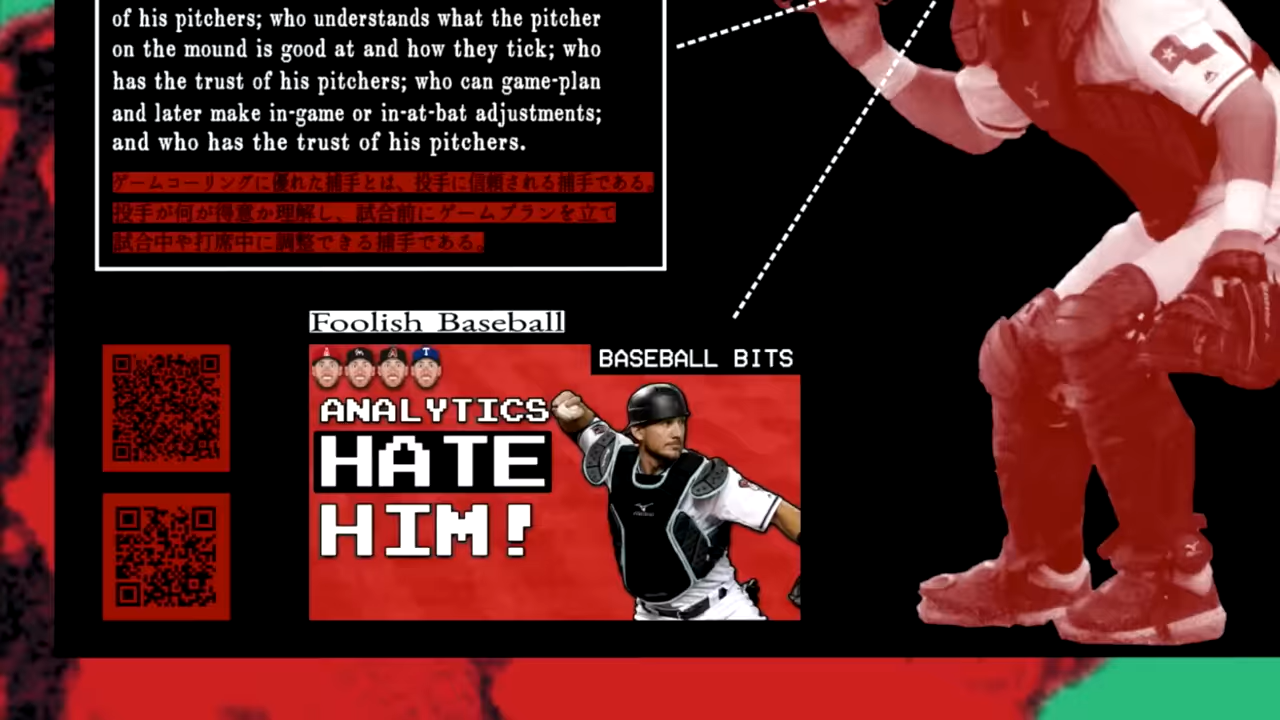 of his pitchers; who understands what the pitcher
on the mound is good at and how they tick; who
has the trust of his pitchers; who can game-plan
and later make in-game or in-at-bat adjustments;
and who has the trust of his pitchers.
ゲームコーリングに優れた捕手とは、投手に信頼される捕手である。
投手が何が得意か理解し、試合前にゲームプランを立て
試合中や打席中に調整できる捕手である。
Foolish Baseball
BASEBALL BITS
ANALYTICS
HATE
HIM!